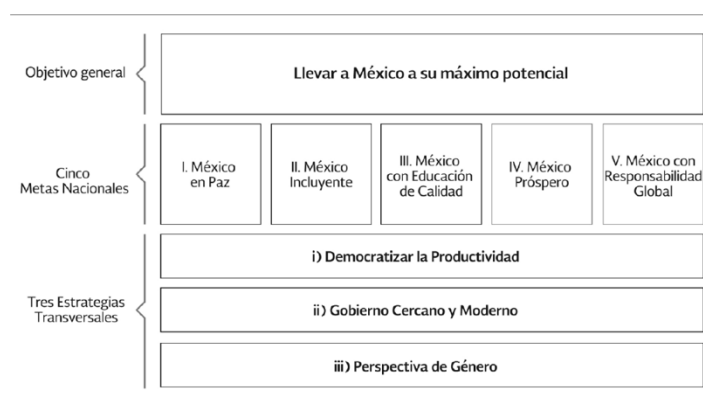 Objetivo general
Llevar a México a su máximo potencial
Cinco
Metas Nacionales
I. México
en Paz
II. México
Incluyente
III. México
con Educación
de Calidad
IV. México
Próspero
V. México con
Responsabilidad
Global
Tres Estrategias
Transversales
i) Democratizar la Productividad
ii) Gobierno Cercano y Moderno
iii) Perspectiva de Género